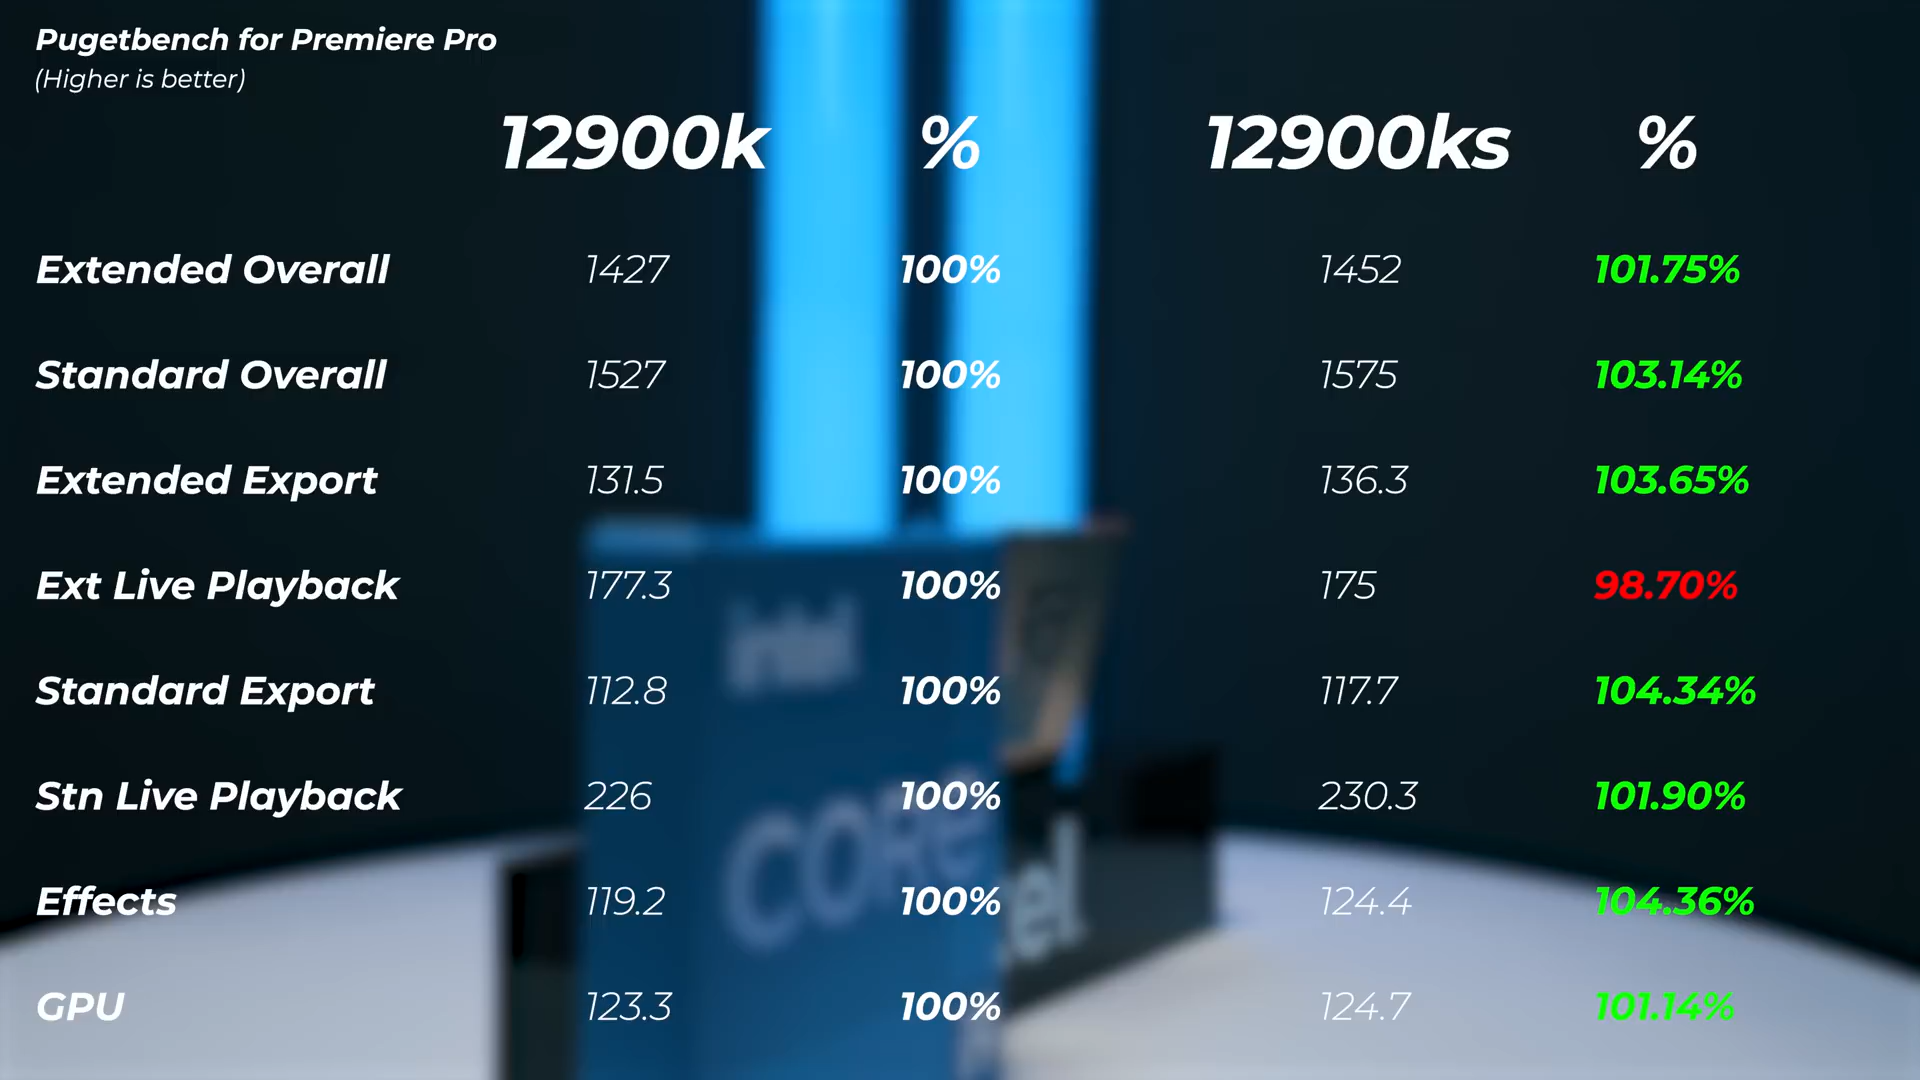 Pugetbench for Premiere Pro
(Higher is better)
12900k % 12900ks %
Extended Overall 1427 100% 1452 101.75%
Standard Overall 1527 100% 1575 103.14%
Extended Export 131.5 100% 136.3 103.65%
Ext Live Playback 177.3 100% 175 98.70%
intel
Standard Export 112.8 100% 117.7 104.34%
Stn Live Playback 226 100% 230.3 101.90%
CORe
Effects 119.2 100% 124.4 104.36%
el
GPU 123.3 100% 124.7 101.14%